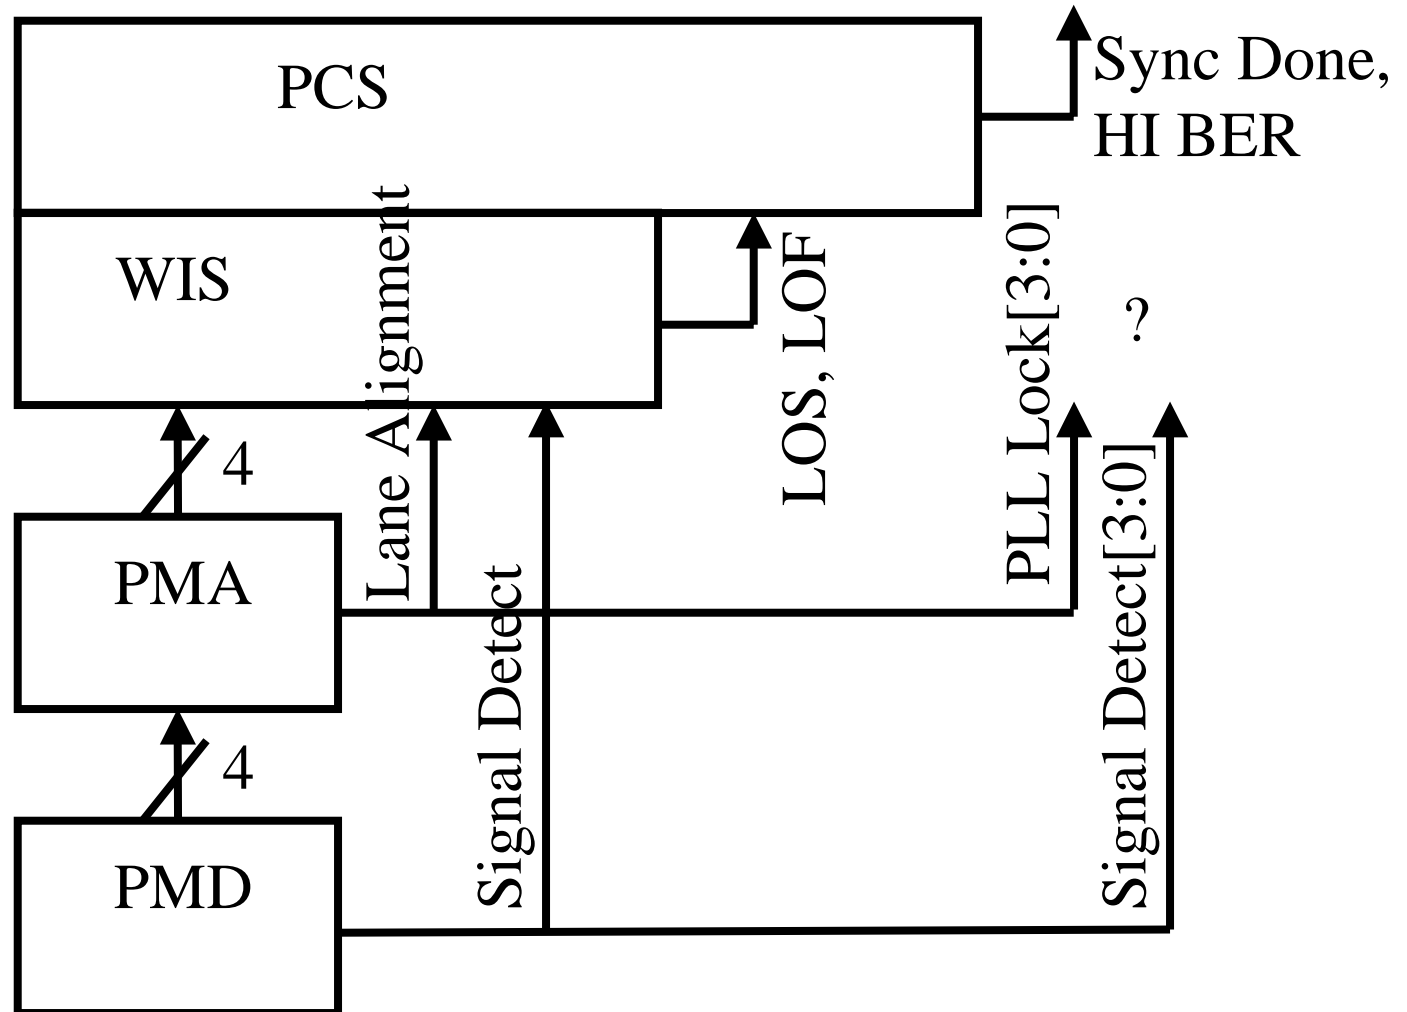 PCS
Sync Done,
HI BER
WIS
Lane Alignment
LOS, LOF
PLL Lock[3:0]
?
4
PMA
Signal Detect
Signal Detect[3:0]
4
PMD